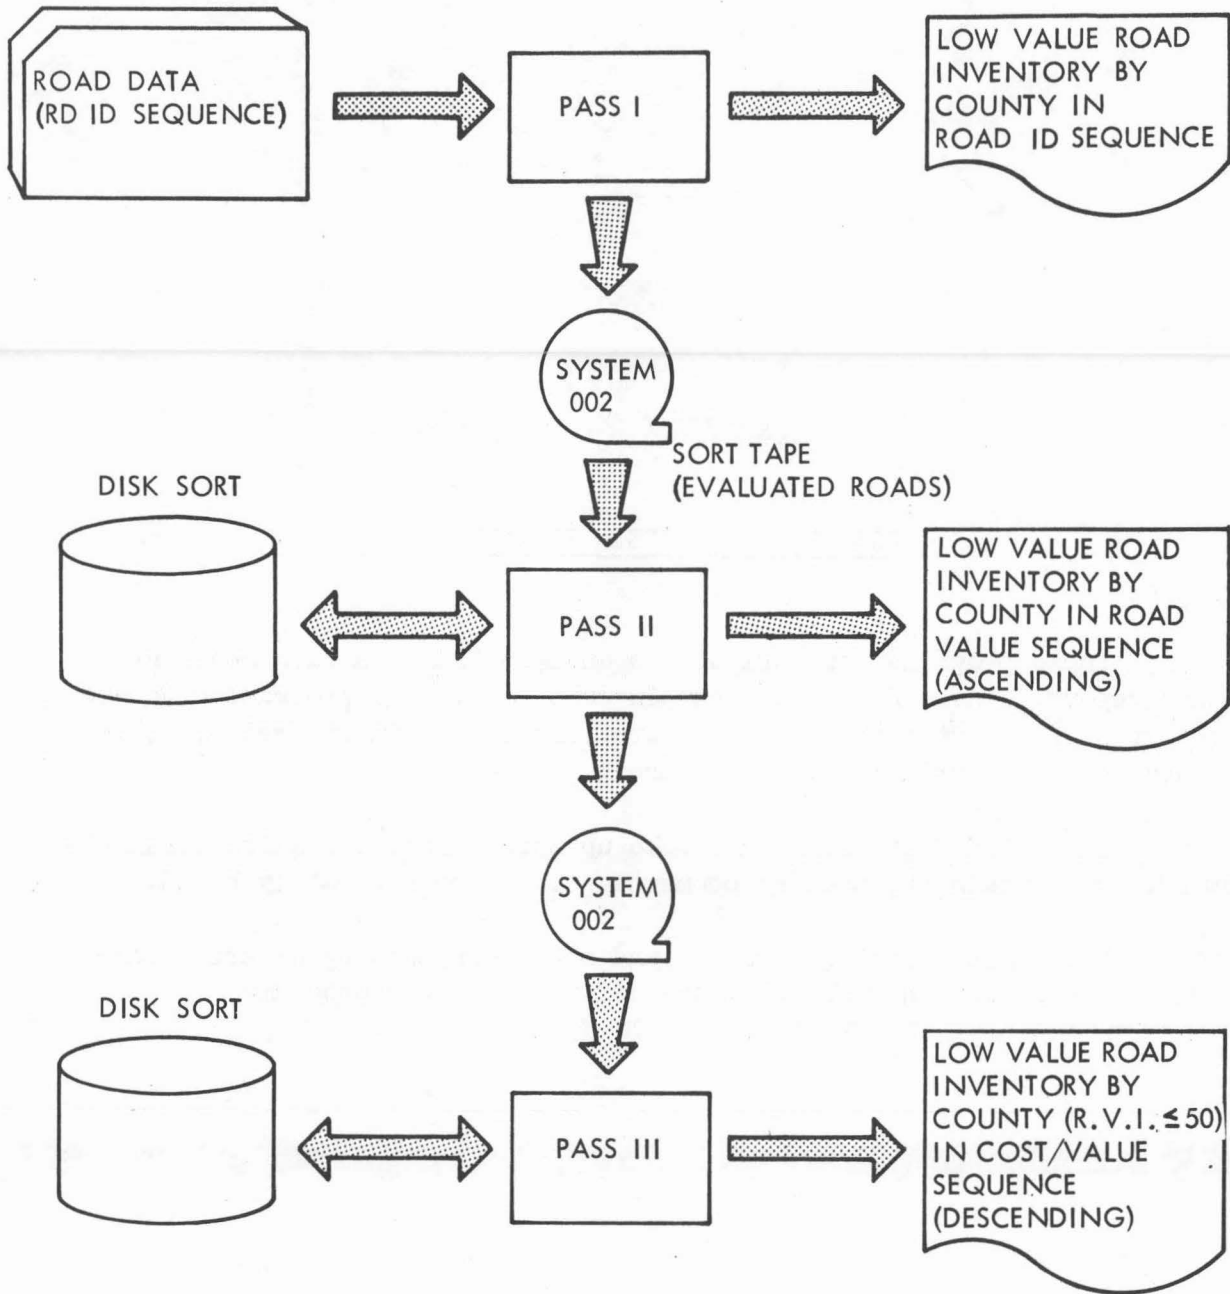 ROAD DATA
(RD ID SEQUENCE)
PASS I
LOW VALUE ROAD
INVENTORY BY
COUNTY IN
ROAD ID SEQUENCE
SYSTEM
002
SORT TAPE
(EVALUATED ROADS)
DISK SORT
PASS II
LOW VALUE ROAD
INVENTORY BY
COUNTY IN ROAD
VALUE SEQUENCE
(ASCENDING)
SYSTEM
002
DISK SORT
PASS III
LOW VALUE ROAD
INVENTORY BY
COUNTY (R.V.I. ≤50)
IN COST/VALUE
SEQUENCE
(DESCENDING)